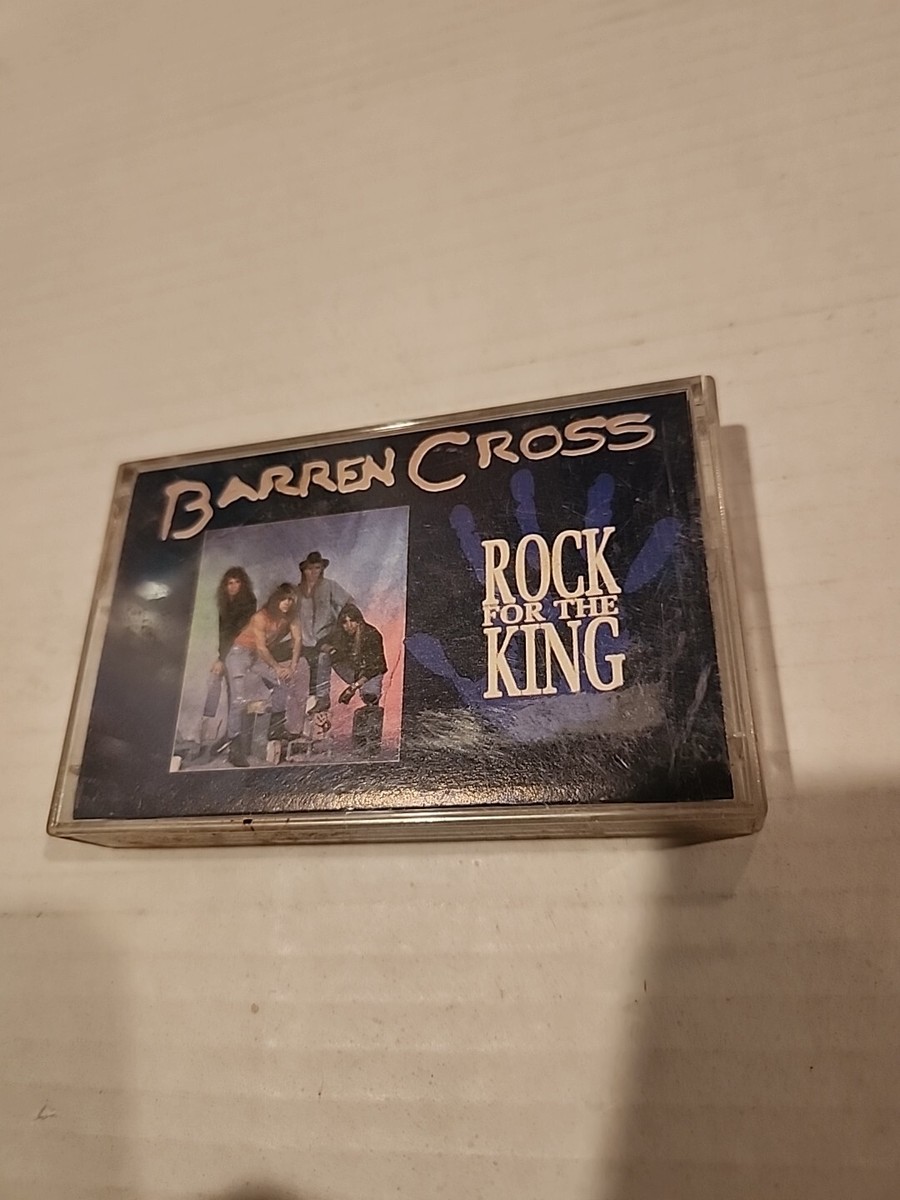 BARREN CROSS
ROCK
FOR THE
KING